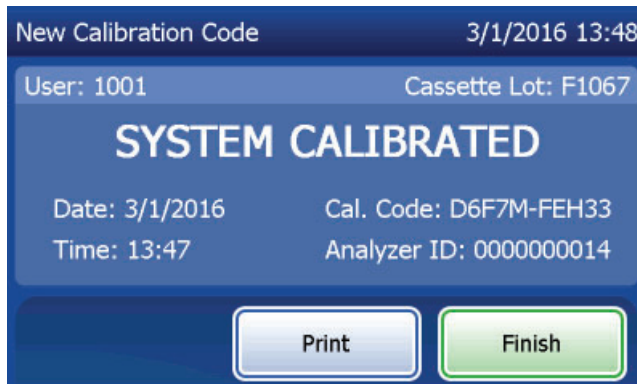 New Calibration Code 3/1/2016 13:48
User: 1001 Cassette Lot: F1067
SYSTEM CALIBRATED
Date: 3/1/2016 Cal. Code: D6F7M-FEH33
Time: 13:47 Analyzer ID: 0000000014
Print Finish